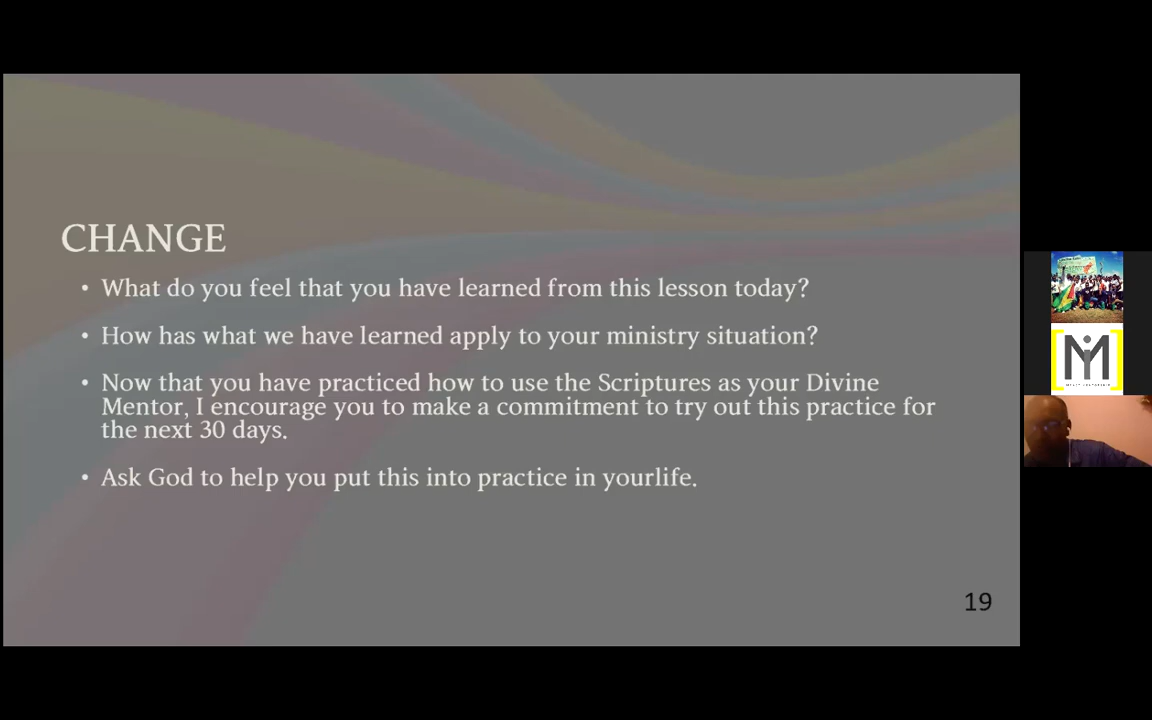 CHANGE
• What do you feel that you have learned from this lesson today?
• How has what we have learned apply to your ministry situation?
• Now that you have practiced how to use the Scriptures as your Divine
Mentor, I encourage you to make a commitment to try out this practice for
the next 30 days.
• Ask God to help you put this into practice in yourlife.
19